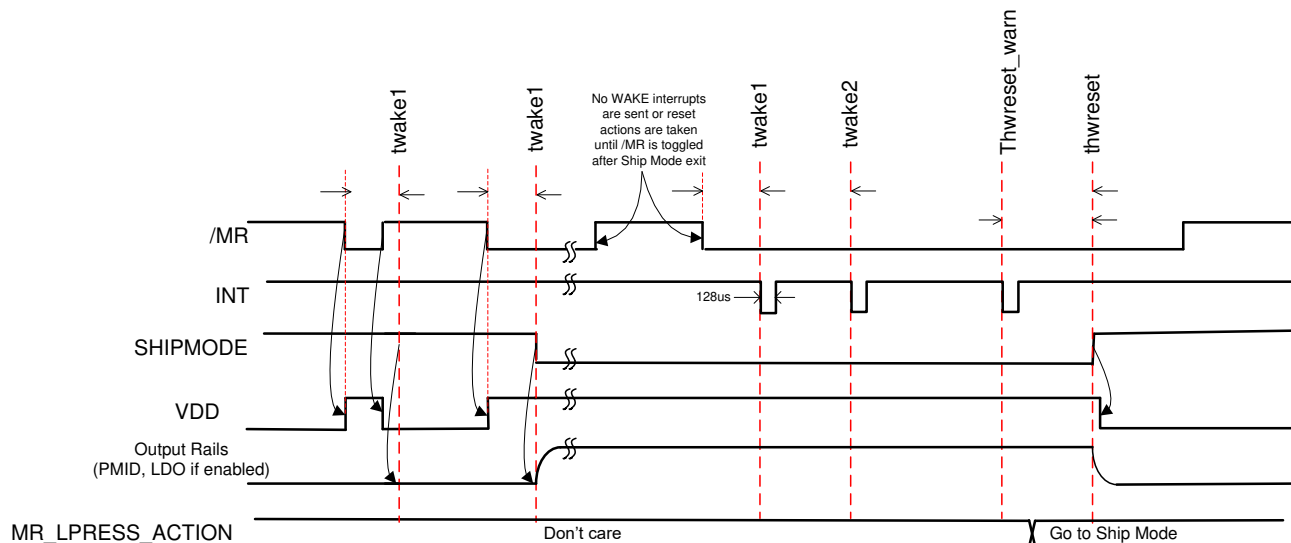 twake1
twake1
No WAKE interrupts
are sent or reset
actions are taken
until /MR is toggled
after Ship Mode exit
twake1
twake2
Thwreset_warn
thwreset
/MR
INT
128us
SHIPMODE
VDD
Output Rails
(PMID, LDO if enabled)
MR_LPRESS_ACTION
Don't care
Go to Ship Mode